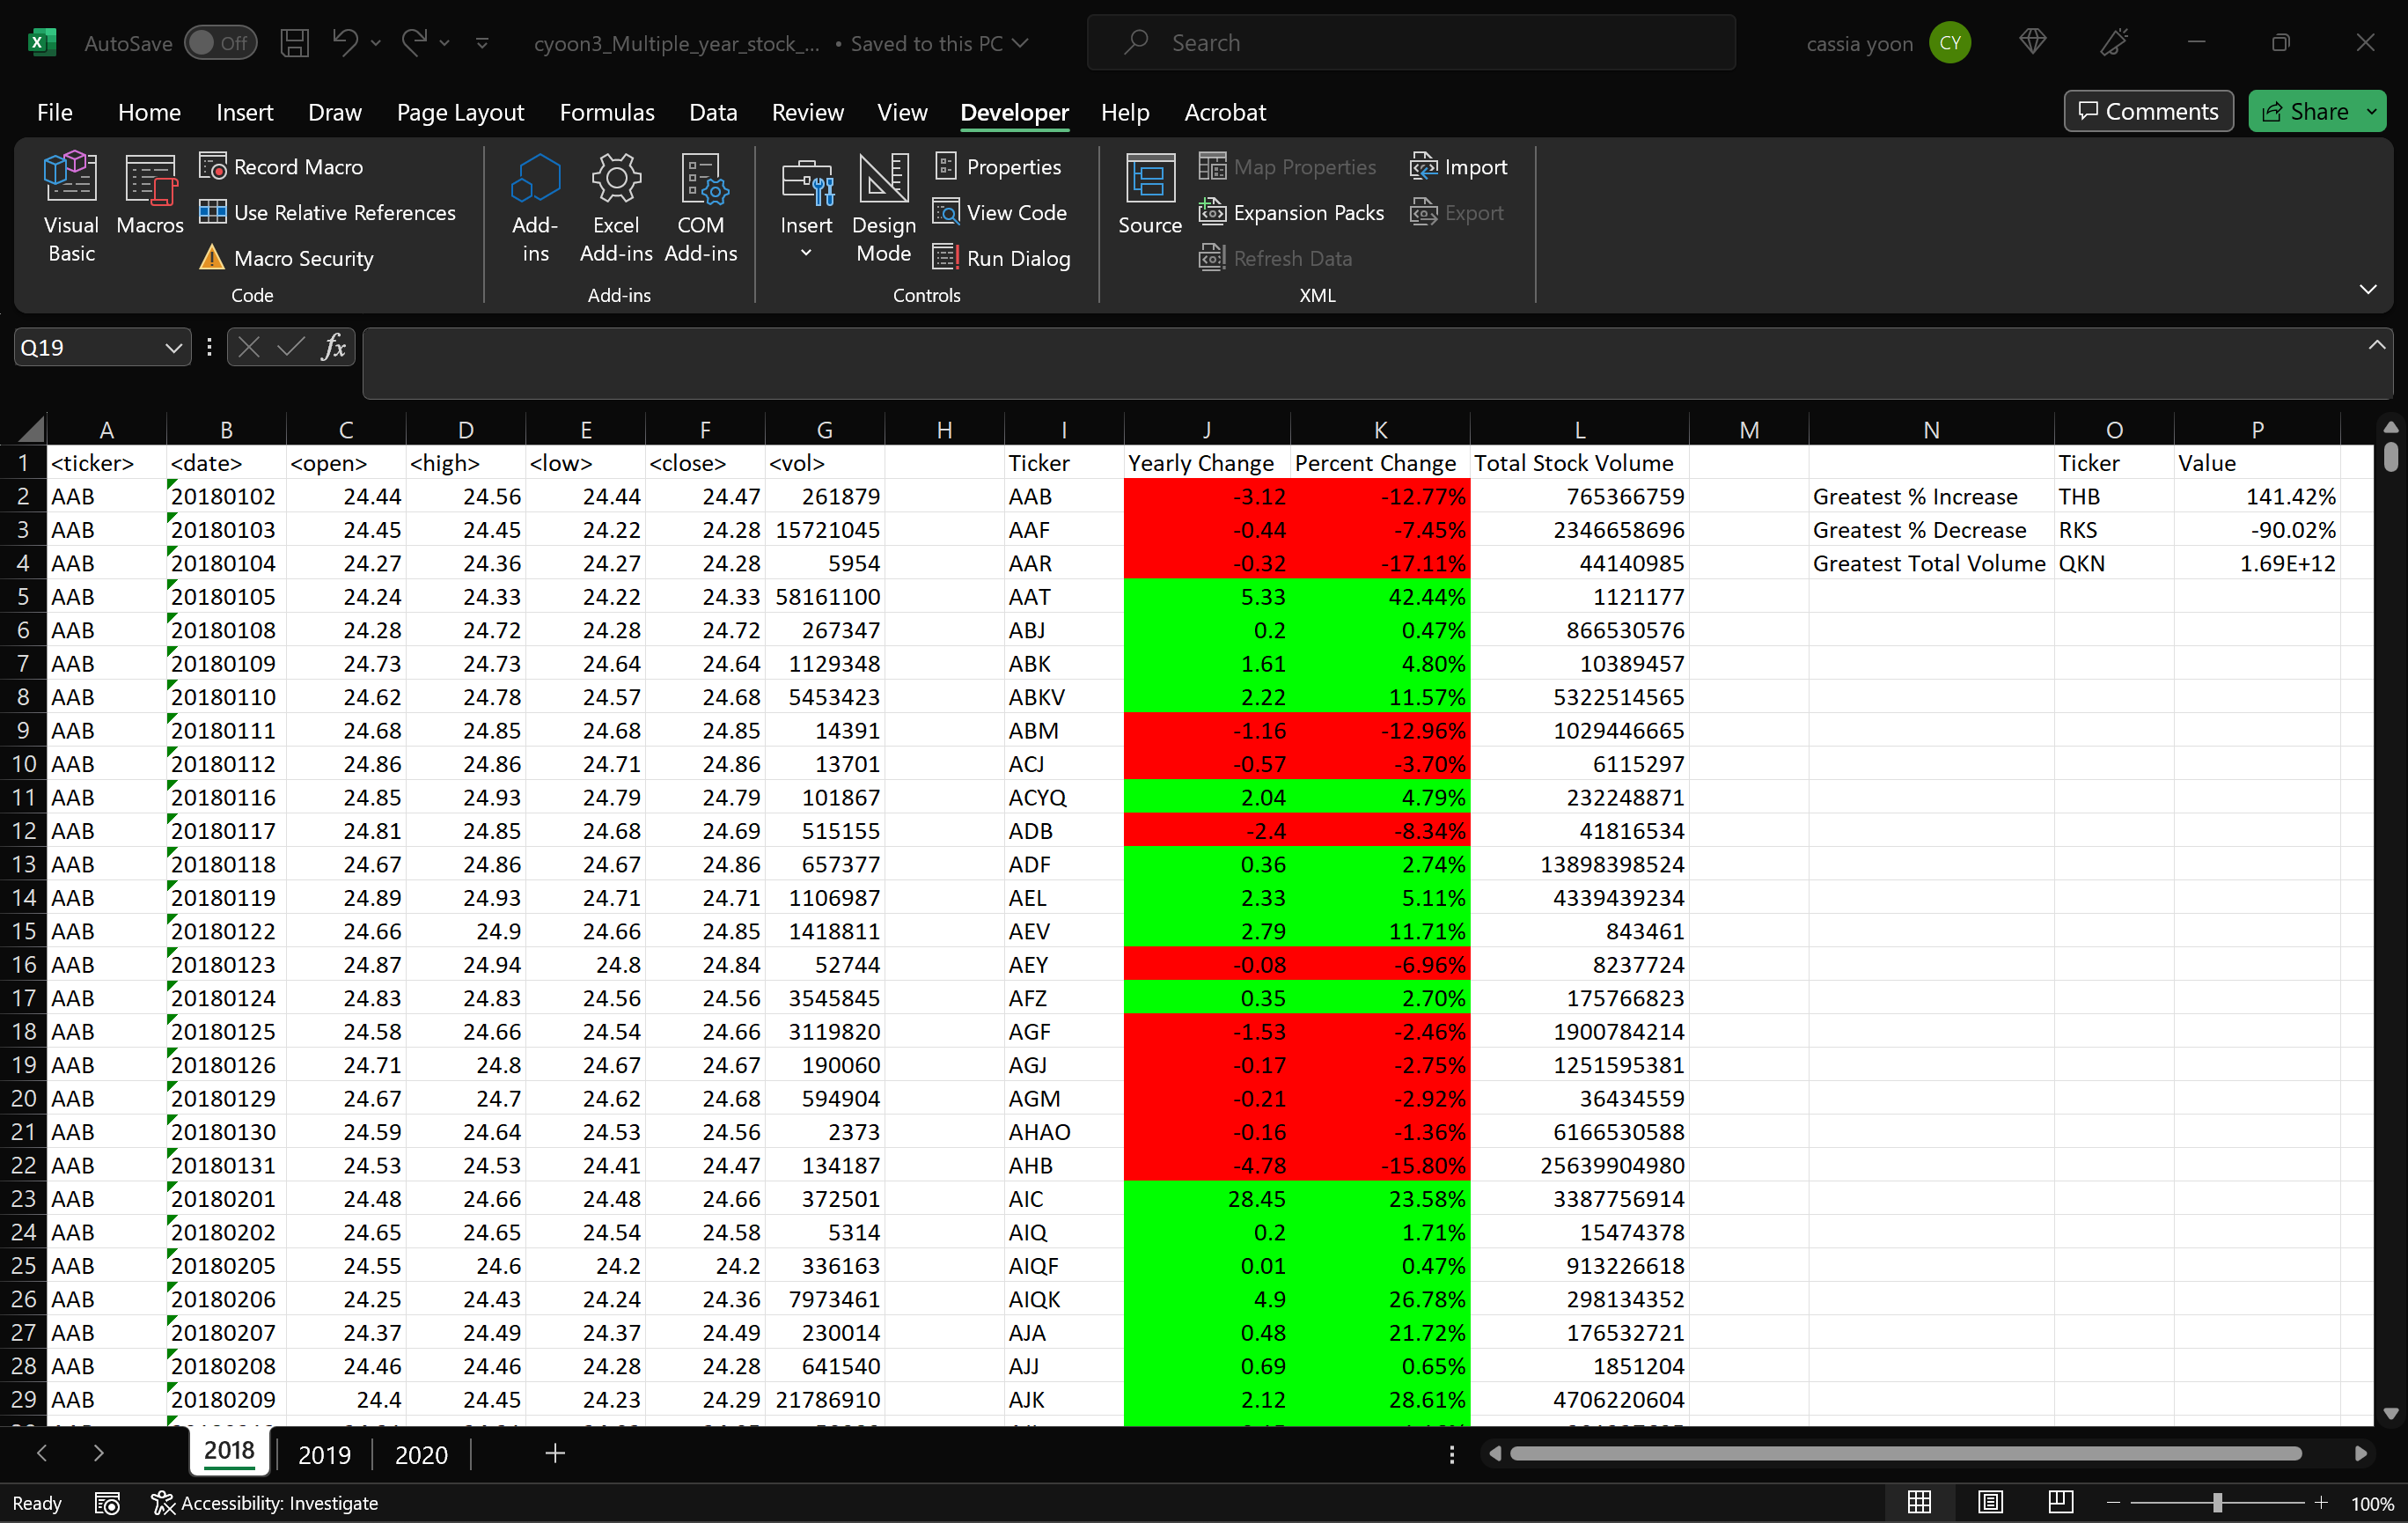 AutoSave Off cyoon3_Multiple_year_stock_... • Saved to this PC Search cassia yoon CY
File Home Insert Draw Page Layout Formulas Data Review View Developer Help Acrobat Comments Share
Visual Basic
Macros
Record Macro
Use Relative References
Macro Security
Code
Add-ins
Excel Add-ins
COM Add-ins
Add-ins
Insert
Design Mode
Properties
View Code
Run Dialog
Controls
Source
Map Properties
Expansion Packs
Refresh Data
Import
Export
XML
Q19 fx
A B C D E F G H I J K L M N O P
1 <ticker> <date> <open> <high> <low> <close> <vol> Ticker Yearly Change Percent Change Total Stock Volume Ticker Value
2 AAB 20180102 24.44 24.56 24.44 24.47 261879 AAB -3.12 -12.77% 765366759 Greatest % Increase THB 141.42%
3 AAB 20180103 24.45 24.45 24.22 24.28 15721045 AAF -0.44 -7.45% 2346658696 Greatest % Decrease RKS -90.02%
4 AAB 20180104 24.27 24.36 24.27 24.28 5954 AAR -0.32 -17.11% 44140985 Greatest Total Volume QKN 1.69E+12
5 AAB 20180105 24.24 24.33 24.22 24.33 58161100 AAT 5.33 42.44% 1121177
6 AAB 20180108 24.28 24.72 24.28 24.72 267347 ABJ 0.2 0.47% 866530576
7 AAB 20180109 24.73 24.73 24.64 24.64 1129348 ABK 1.61 4.80% 10389457
8 AAB 20180110 24.62 24.78 24.57 24.68 5453423 ABKV 2.22 11.57% 5322514565
9 AAB 20180111 24.68 24.85 24.68 24.85 14391 ABM -1.16 -12.96% 1029446665
10 AAB 20180112 24.86 24.86 24.71 24.86 13701 ACJ -0.57 -3.70% 6115297
11 AAB 20180116 24.85 24.93 24.79 24.79 101867 ACYQ 2.04 4.79% 232248871
12 AAB 20180117 24.81 24.85 24.68 24.69 515155 ADB -2.4 -8.34% 41816534
13 AAB 20180118 24.67 24.86 24.67 24.86 657377 ADF 0.36 2.74% 13898398524
14 AAB 20180119 24.89 24.93 24.71 24.71 1106987 AEL 2.33 5.11% 4339439234
15 AAB 20180122 24.66 24.9 24.66 24.85 1418811 AEV 2.79 11.71% 843461
16 AAB 20180123 24.87 24.94 24.8 24.84 52744 AEY -0.08 -6.96% 8237724
17 AAB 20180124 24.83 24.83 24.56 24.56 3545845 AFZ 0.35 2.70% 175766823
18 AAB 20180125 24.58 24.66 24.54 24.66 3119820 AGF -1.53 -2.46% 1900784214
19 AAB 20180126 24.71 24.8 24.67 24.67 190060 AGJ -0.17 -2.75% 1251595381
20 AAB 20180129 24.67 24.7 24.62 24.68 594904 AGM -0.21 -2.92% 36434559
21 AAB 20180130 24.59 24.64 24.53 24.56 2373 AHAO -0.16 -1.36% 6166530588
22 AAB 20180131 24.53 24.53 24.41 24.47 134187 AHB -4.78 -15.80% 25639904980
23 AAB 20180201 24.48 24.66 24.48 24.66 372501 AIC 28.45 23.58% 3387756914
24 AAB 20180202 24.65 24.65 24.54 24.58 5314 AIQ 0.2 1.71% 15474378
25 AAB 20180205 24.55 24.6 24.2 24.2 336163 AIQF 0.01 0.47% 913226618
26 AAB 20180206 24.25 24.43 24.24 24.36 7973461 AIQK 4.9 26.78% 298134352
27 AAB 20180207 24.37 24.49 24.37 24.49 230014 AJA 0.48 21.72% 176532721
28 AAB 20180208 24.46 24.46 24.28 24.28 641540 AJJ 0.69 0.65% 1851204
29 AAB 20180209 24.4 24.45 24.23 24.29 21786910 AJK 2.12 28.61% 4706220604
2018 2019 2020
Ready Accessibility: Investigate 100%